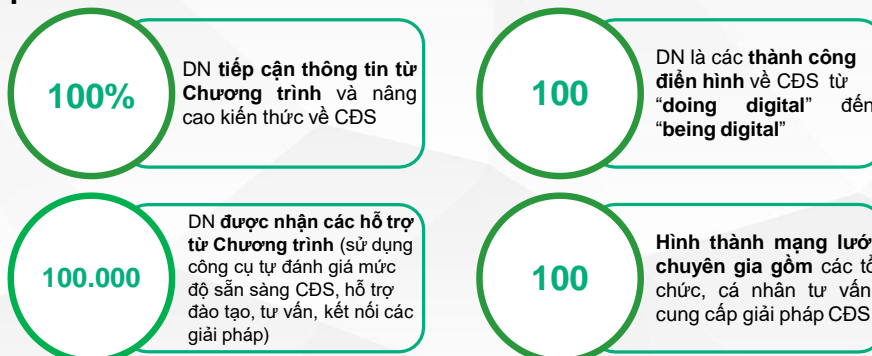 100%
DN tiếp cận thông tin từ
Chương trình và nâng
cao kiến thức về CĐS
100
DN là các thành công
điển hình về CĐS từ
“doing digital” đến
“being digital”
100.000
DN được nhận các hỗ trợ
từ Chương trình (sử dụng
công cụ tự đánh giá mức
độ sẵn sàng CĐS, hỗ trợ
đào tạo, tư vấn, kết nối các
giải pháp)
100
Hình thành mạng lướ
chuyên gia gồm các tổ
chức, cá nhân tư vấn
cung cấp giải pháp CĐS